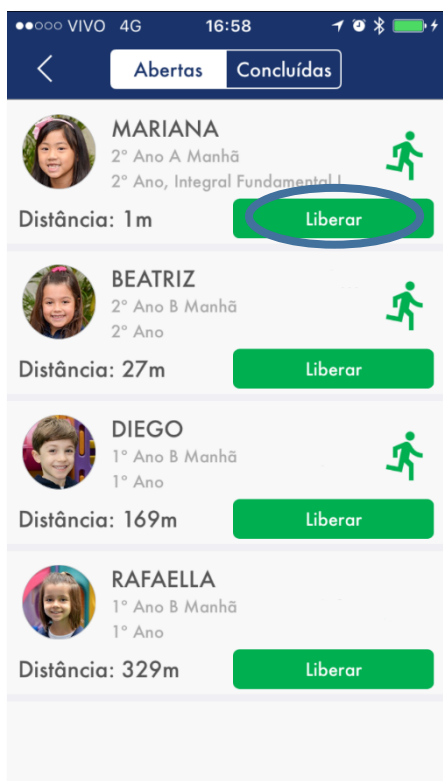 VIVO 4G 16:58
Abertas Concluídas
MARIANA
2º Ano A Manhã
2º Ano, Integral Fundamental I
Distância: 1m Liberar
BEATRIZ
2º Ano B Manhã
2º Ano
Distância: 27m Liberar
DIEGO
1º Ano B Manhã
1º Ano
Distância: 169m Liberar
RAFAELLA
1º Ano B Manhã
1º Ano
Distância: 329m Liberar